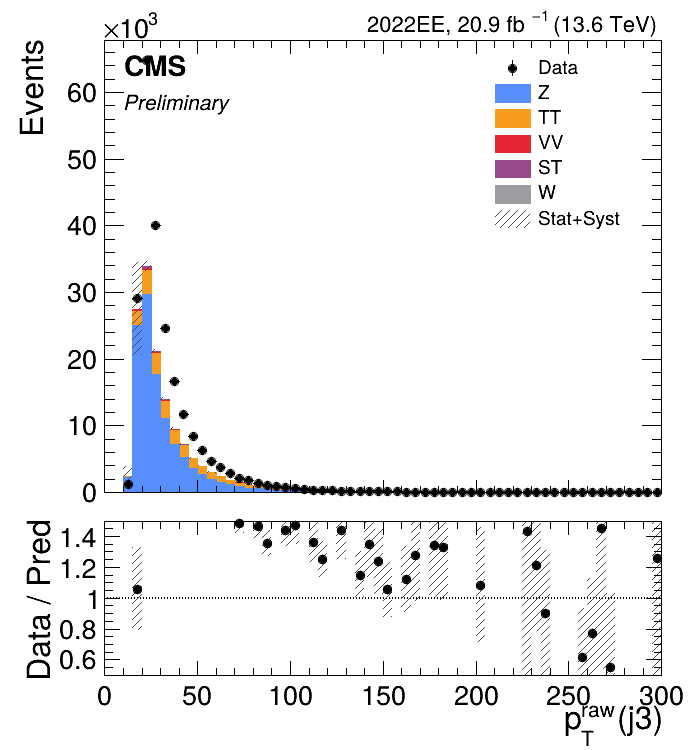 ×10³
2022EE, 20.9 fb⁻¹ (13.6 TeV)
CMS
Preliminary
Events
60
50
40
30
20
10
0
Data
Z
TT
VV
ST
W
Stat+Syst
Data / Pred
1.4
1.2
1
0.8
0.6
0 50 100 150 200 250 300
p_T^raw(j3)